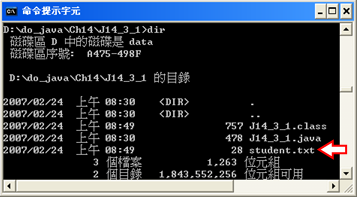 命令提示字元
D:\do_java\Ch14\J14_3_1>dir
磁碟區 D 中的磁碟是 data
磁碟區序號:  A475-498F
D:\do_java\Ch14\J14_3_1 的目錄
2007/02/24  上午 08:30    <DIR>          .
2007/02/24  上午 08:30    <DIR>          ..
2007/02/24  上午 08:49               757 J14_3_1.class
2007/02/24  上午 08:30               478 J14_3_1.java
2007/02/24  上午 08:49                28 student.txt
3 個檔案          1,263 位元組
2 個目錄   1,843,552,256 位元組可用